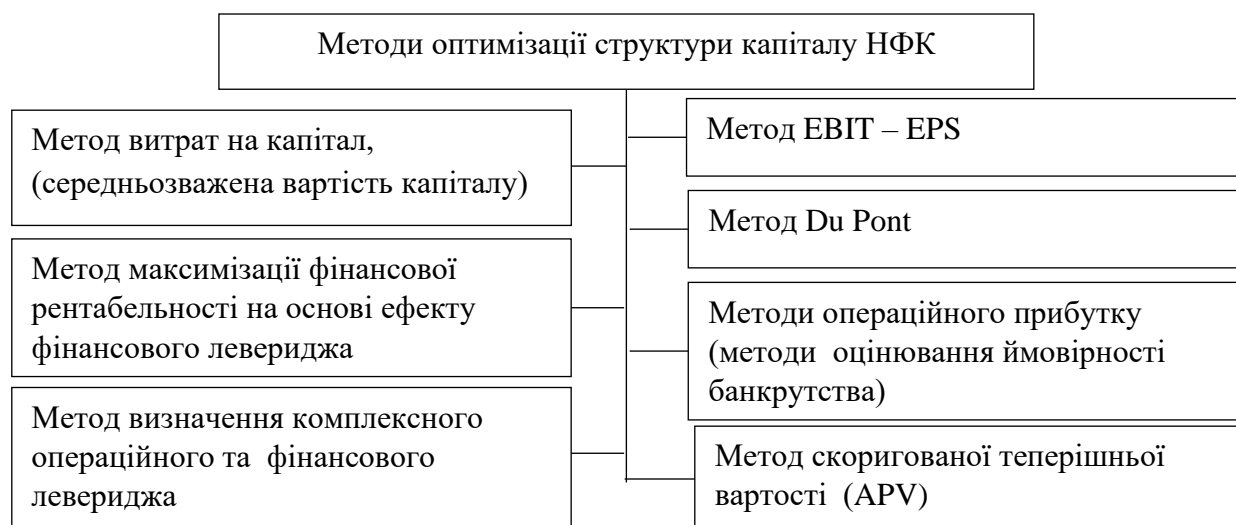 Методи оптимізації структури капіталу НФК
Метод витрат на капітал,
(середньозважена вартість капіталу)
Метод максимізації фінансової
рентабельності на основі ефекту
фінансового левериджа
Метод визначення комплексного
операційного та фінансового
левериджа
Метод EBIT – EPS
Метод Du Pont
Методи операційного прибутку
(методи оцінювання ймовірності
банкрутства)
Метод скоригованої теперішньої
вартості (APV)